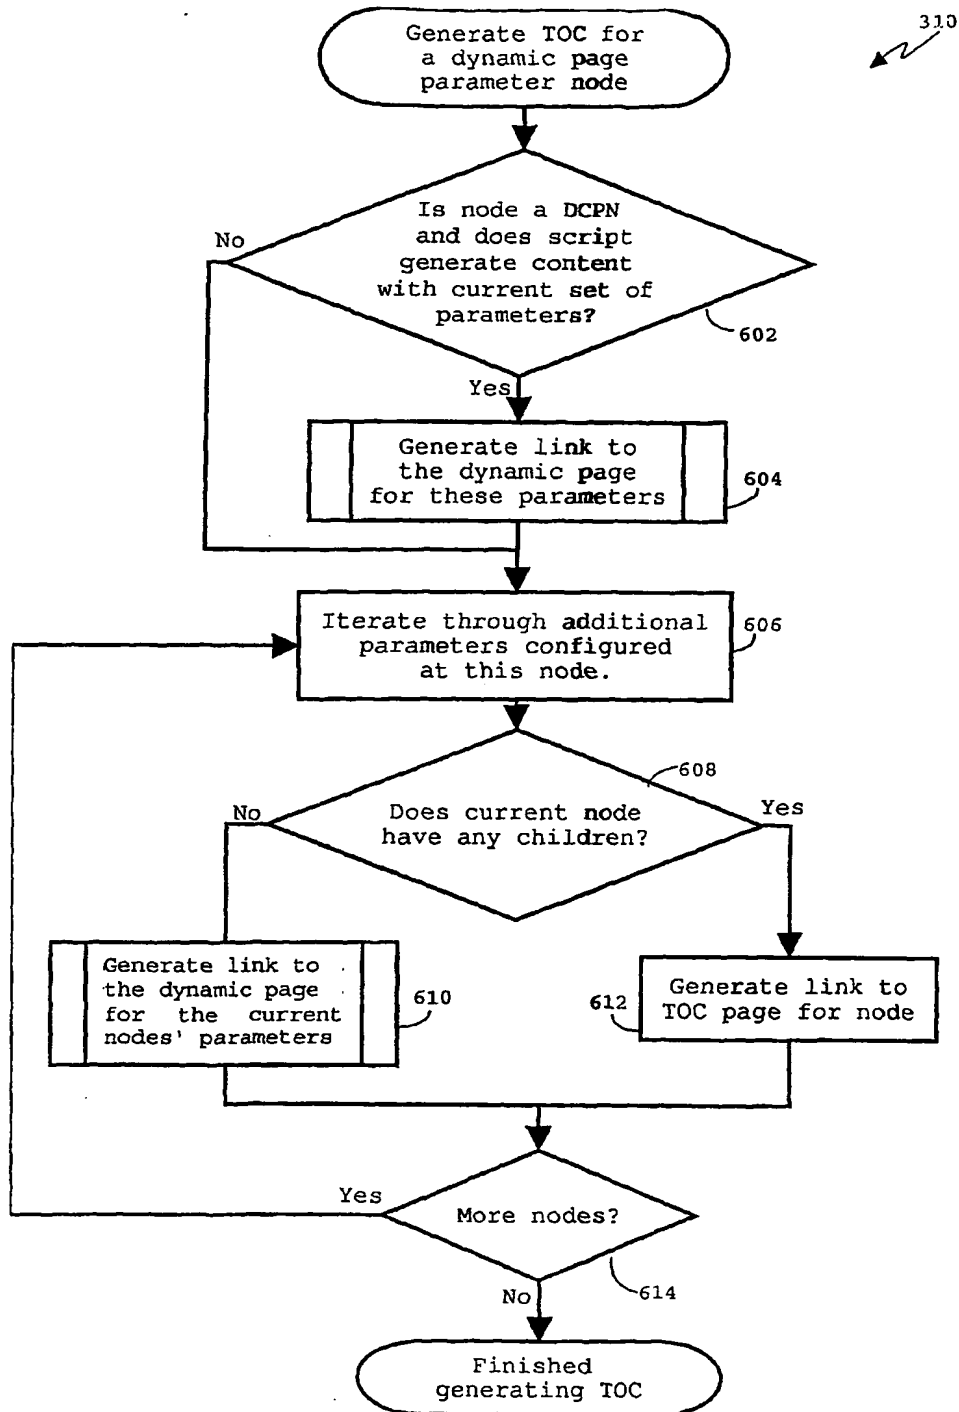 Generate TOC for
a dynamic page
parameter node
310
Is node a DCPN
and does script
generate content
with current set of
parameters?
No
602
Yes
Generate link to
the dynamic page
for these parameters
604
Iterate through additional
parameters configured
at this node.
606
608
No
Does current node
have any children?
Yes
Generate link to
the dynamic page
for the current
nodes' parameters
610
612
Generate link to
TOC page for node
Yes
More nodes?
614
No
Finished
generating TOC